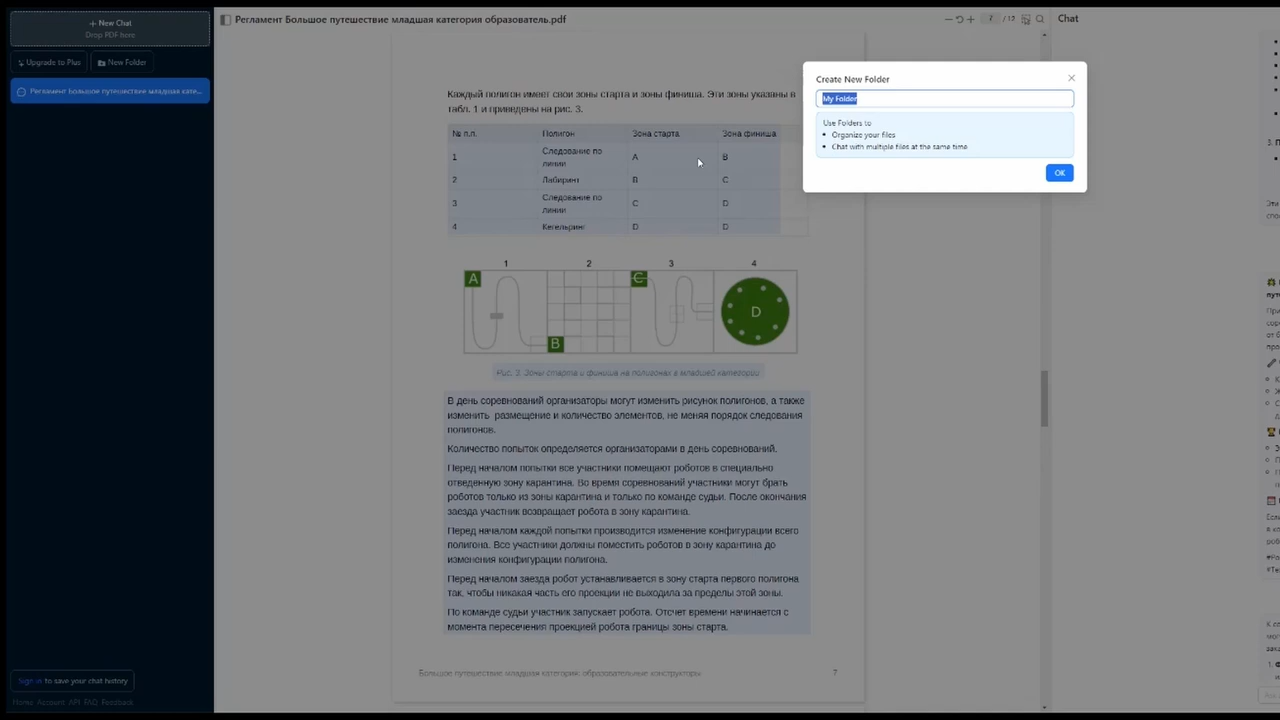 + New Chat
Drop PDF here
Upgrade to Plus
New Folder
Регламент Большое путешествие младшая кате...
Sign in to save your chat history
Home Account API FAQ Feedback
Регламент Большое путешествие младшая категория образователь.pdf
7 / 12
Каждый полигон имеет свои зоны старта и зоны финиша. Эти зоны указаны в
табл. 1 и приведены на рис. 3.
№ п.п. Полигон Зона старта Зона финиша
1 Следование по линии A B
2 Лабиринт B C
3 Следование по линии C D
4 Кегельринг D D
1 2 3 4
A
C
D
B
Рис. 3. Зоны старта и финиша на полигонах в младшей категории
В день соревнований организаторы могут изменить рисунок полигонов, а также
изменить размещение и количество элементов, не меняя порядок следования
полигонов.
Количество попыток определяется организаторами в день соревнований.
Перед началом попытки все участники помещают роботов в специально
отведенную зону карантина. Во время соревнований участники могут брать
роботов только из зоны карантина и только по команде судьи. После окончания
заезда участник возвращает робота в зону карантина.
Перед началом каждой попытки производится изменение конфигурации всего
полигона. Все участники должны поместить роботов в зону карантина до
изменения конфигурации полигона.
Перед началом заезда робот устанавливается в зону старта первого полигона
так, чтобы никакая часть его проекции не выходила за пределы этой зоны.
По команде судьи участник запускает робота. Отсчет времени начинается с
момента пересечения проекцией робота границы зоны старта.
Большое путешествие младшая категория: образовательные конструкторы 7
Chat
Create New Folder
My Folder
Use Folders to
• Organize your files
• Chat with multiple files at the same time
OK